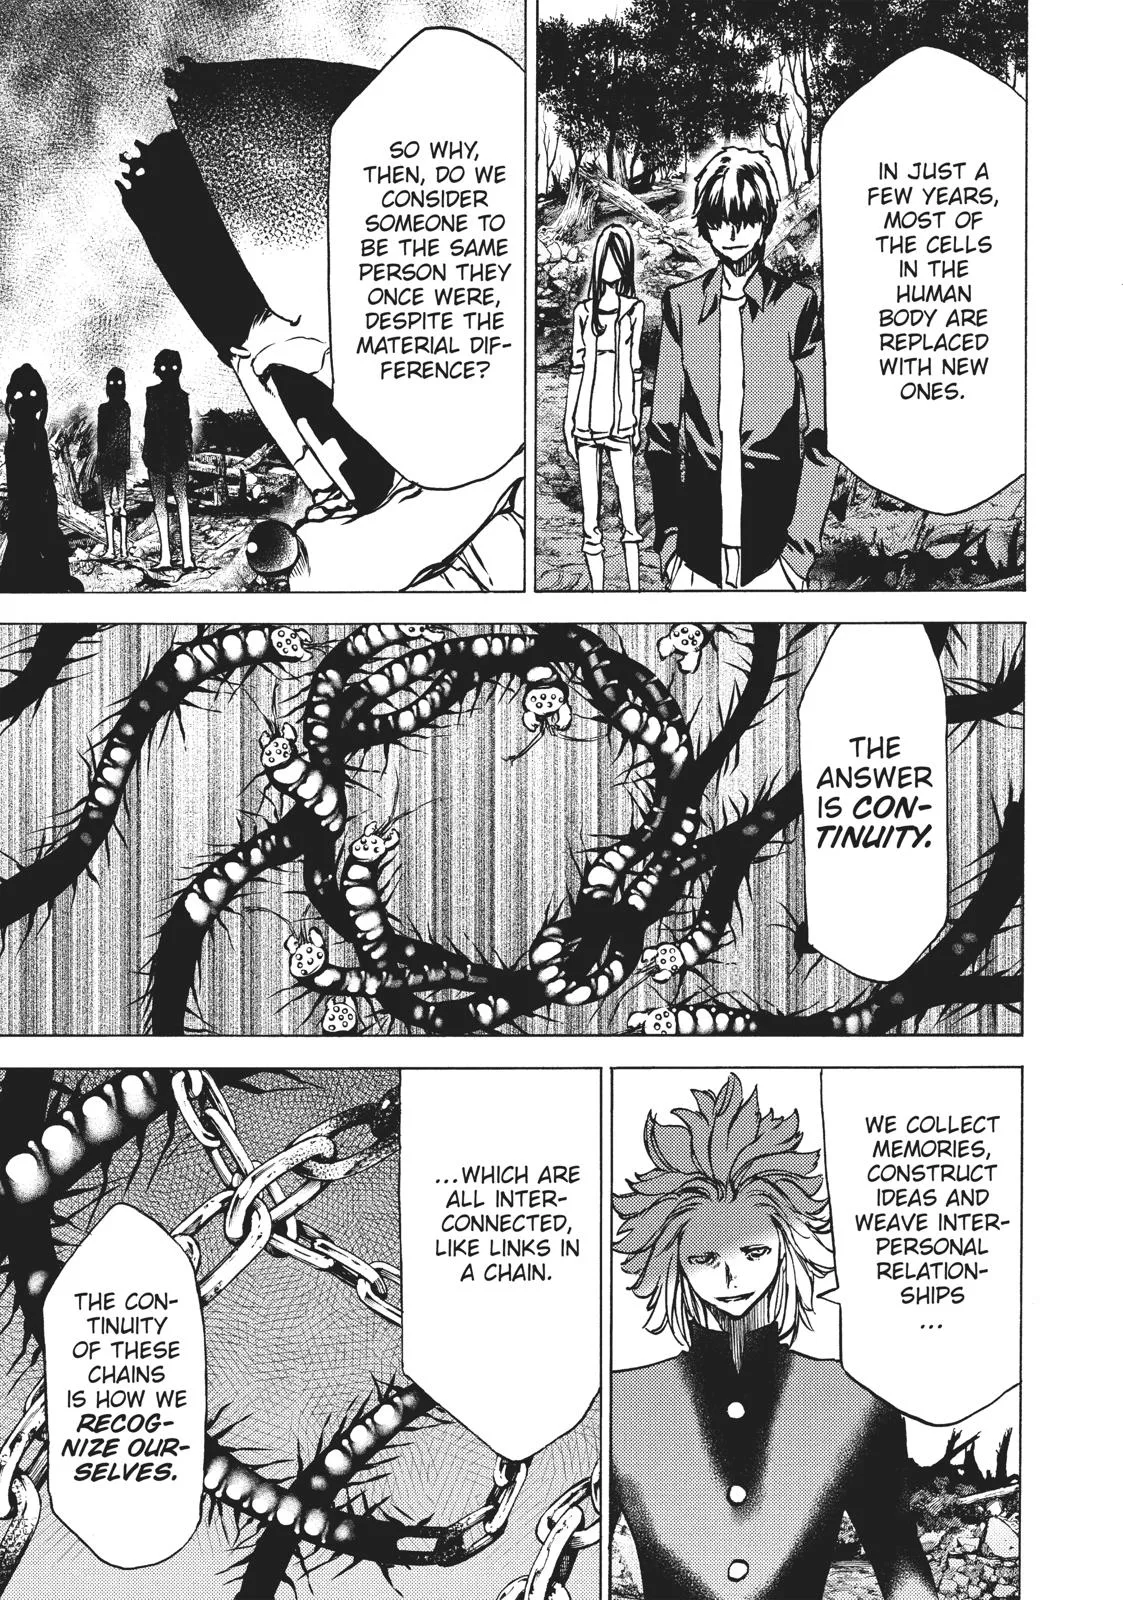 IN JUST A
FEW YEARS,
MOST OF
THE CELLS
IN THE
HUMAN
BODY ARE
REPLACED
WITH NEW
ONES.
SO WHY,
THEN, DO WE
CONSIDER
SOMEONE TO
BE THE SAME
PERSON THEY
ONCE WERE,
DESPITE THE
MATERIAL DIF-
FERENCE?
THE
ANSWER
IS CON-
TINUITY.
WE COLLECT
MEMORIES,
CONSTRUCT
IDEAS AND
WEAVE INTER-
PERSONAL
RELATION-
SHIPS
...
...WHICH ARE
ALL INTER-
CONNECTED,
LIKE LINKS IN
A CHAIN.
THE CON-
TINUITY
OF THESE
CHAINS
IS HOW WE
RECOG-
NIZE OUR-
SELVES.